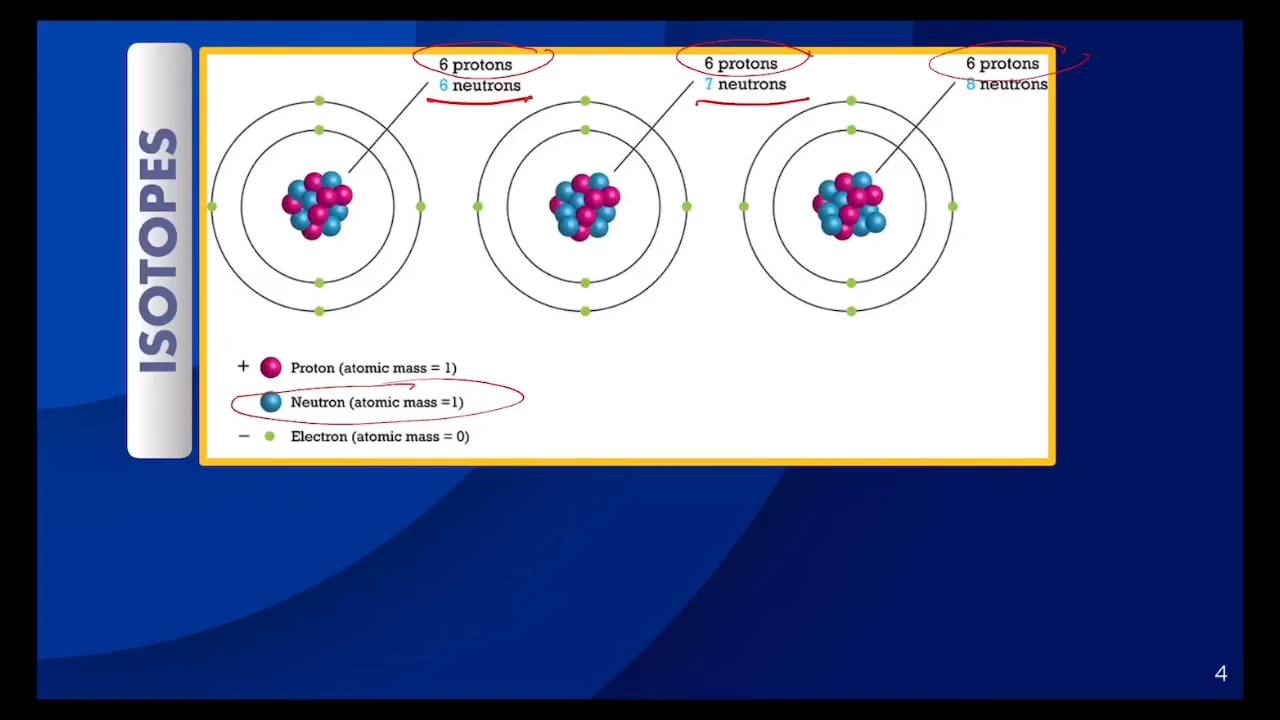 ISOTOPES
6 protons
6 neutrons
6 protons
7 neutrons
6 protons
8 neutrons
+ Proton (atomic mass = 1)
Neutron (atomic mass =1)
− Electron (atomic mass = 0)
4